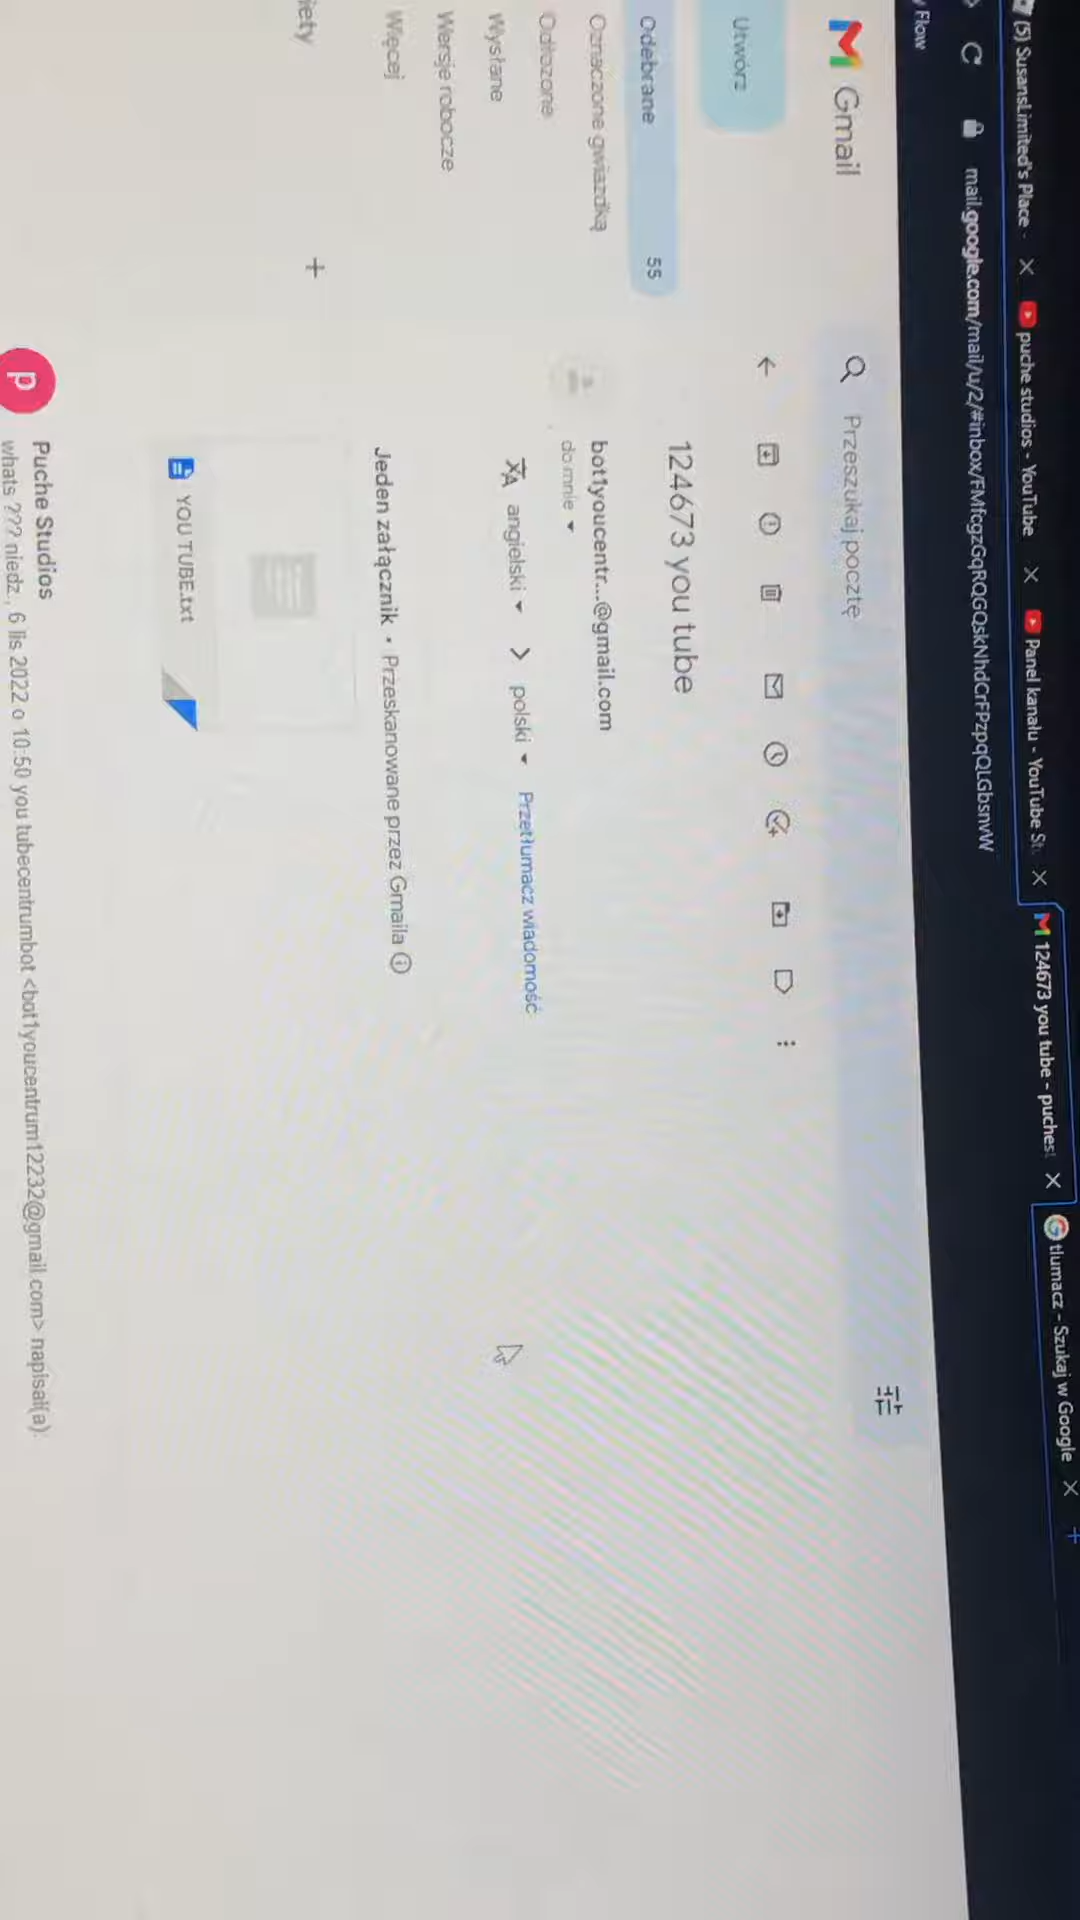 (5) SusansLimited's Place -
puche studios - YouTube
Panel kanału - YouTube St
124673 you tube - puchest
tlumacz - Szukaj w Google
mail.google.com/mail/u/2/#inbox/FMfcgzGqRQGQskNhdCrFPzpqQLGbsnvW
Flow
Gmail
Przeszukaj pocztę
Utwórz
Odebrane 55
Oznaczone gwiazdką
Odłożone
Wysłane
Wersje robocze
Więcej
124673 you tube
bot1youcentr...@gmail.com
do mnie
angielski > polski Przetłumacz wiadomość
Jeden załącznik • Przeskanowane przez Gmaila
YOU TUBE.txt
Puche Studios
whats ??? niedz., 6 lis 2022 o 10:50 you tubecentrumbot <bot1youcentrum12232@gmail.com> napisał(a):